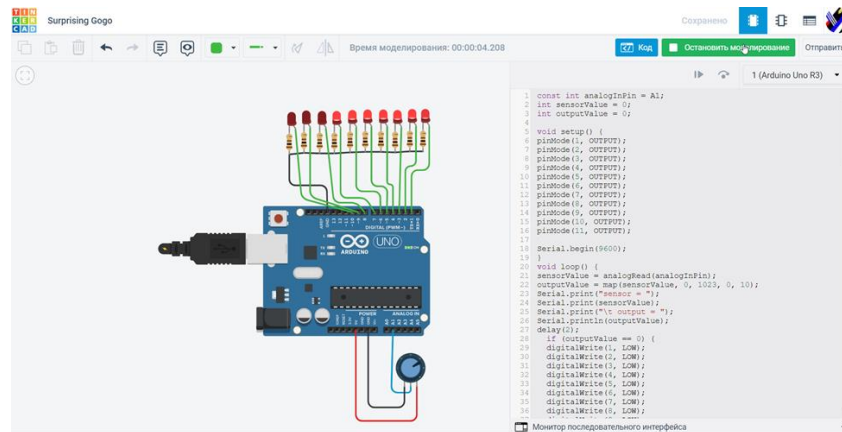 TIN
KER
CAD
Surprising Gogo
Сохранено
Время моделирования: 00:00:04.208
Код
Остановить моделирование
Отправить
1 (Arduino Uno R3)
1 const int analogInPin = A1;
2 int sensorValue = 0;
3 int outputValue = 0;
4
5 void setup() {
6 pinMode(1, OUTPUT);
7 pinMode(2, OUTPUT);
8 pinMode(3, OUTPUT);
9 pinMode(4, OUTPUT);
10 pinMode(5, OUTPUT);
11 pinMode(6, OUTPUT);
12 pinMode(7, OUTPUT);
13 pinMode(8, OUTPUT);
14 pinMode(9, OUTPUT);
15 pinMode(10, OUTPUT);
16 pinMode(11, OUTPUT);
17
18 Serial.begin(9600);
19 }
20 void loop() {
21 sensorValue = analogRead(analogInPin);
22 outputValue = map(sensorValue, 0, 1023, 0, 10);
23 Serial.print("sensor = ");
24 Serial.print(sensorValue);
25 Serial.print("\t output = ");
26 Serial.println(outputValue);
27 delay(2);
28 if (outputValue == 0) {
29 digitalWrite(1, LOW);
30 digitalWrite(2, LOW);
31 digitalWrite(3, LOW);
32 digitalWrite(4, LOW);
33 digitalWrite(5, LOW);
34 digitalWrite(6, LOW);
35 digitalWrite(7, LOW);
36 digitalWrite(8, LOW);
DIGITAL (PWM~)
UNO
ARDUINO
POWER
ANALOG IN
Монитор последовательного интерфейса